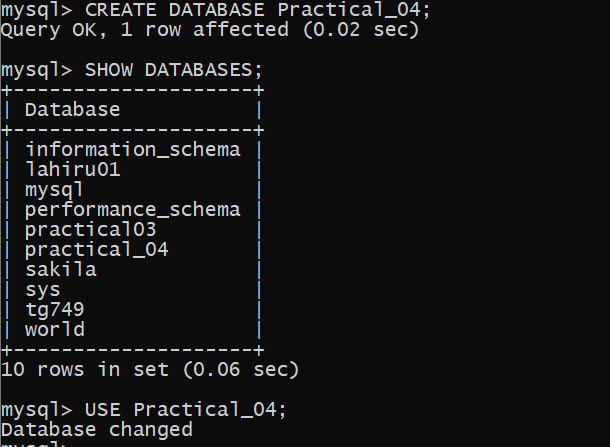 mysql> CREATE DATABASE Practical_04;
Query OK, 1 row affected (0.02 sec)
mysql> SHOW DATABASES;
+--------------------+
| Database           |
+--------------------+
| information_schema |
| lahiru01           |
| mysql              |
| performance_schema |
| practical03        |
| practical_04       |
| sakila             |
| sys                |
| tg749              |
| world              |
+--------------------+
10 rows in set (0.06 sec)
mysql> USE Practical_04;
Database changed
mysql>